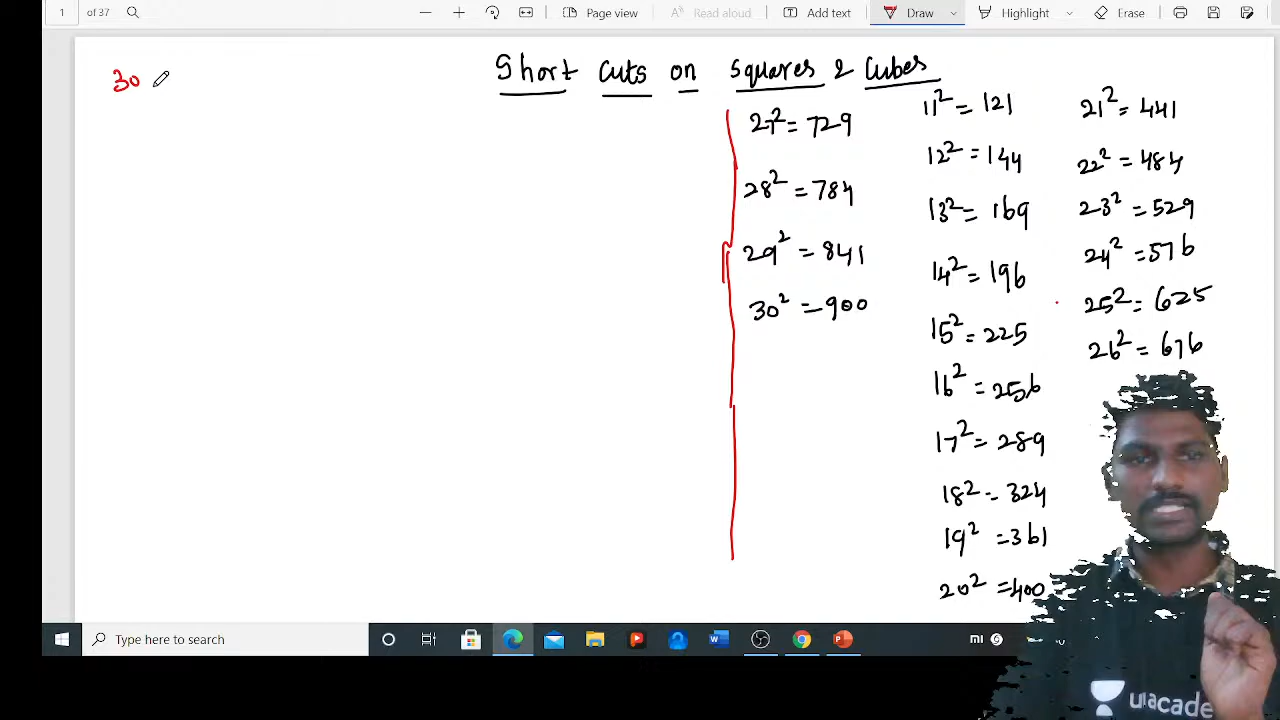 1 of 37 Page view Read aloud Add text Draw Highlight Erase
Short Cuts on Squares & Cubes
30
27² = 729
28² = 784
29² = 841
30² = 900
11² = 121
12² = 144
13² = 169
14² = 196
15² = 225
16² = 256
17² = 289
18² = 324
19² = 361
20² = 400
21² = 441
22² = 484
23² = 529
24² = 576
25² = 625
26² = 676
Type here to search